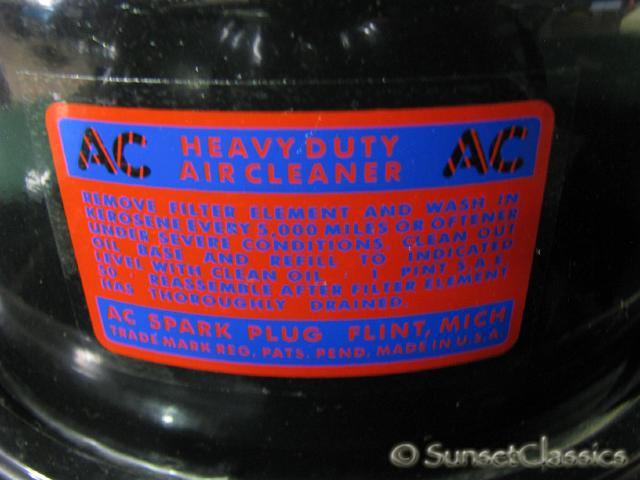 AC HEAVY DUTY AC
AIR CLEANER
REMOVE FILTER ELEMENT AND WASH IN
KEROSENE EVERY 5,000 MILES OR OFTENER
UNDER SEVERE CONDITIONS. CLEAN OUT
OIL BASE AND REFILL TO INDICATED
LEVEL WITH CLEAN OIL. 1 PINT S.A.E.
50 REASSEMBLE AFTER FILTER ELEMENT
HAS THOROUGHLY DRAINED.
AC SPARK PLUG FLINT, MICH
TRADE MARK REG. PATS. PEND. MADE IN U.S.A.
© SunsetClassics